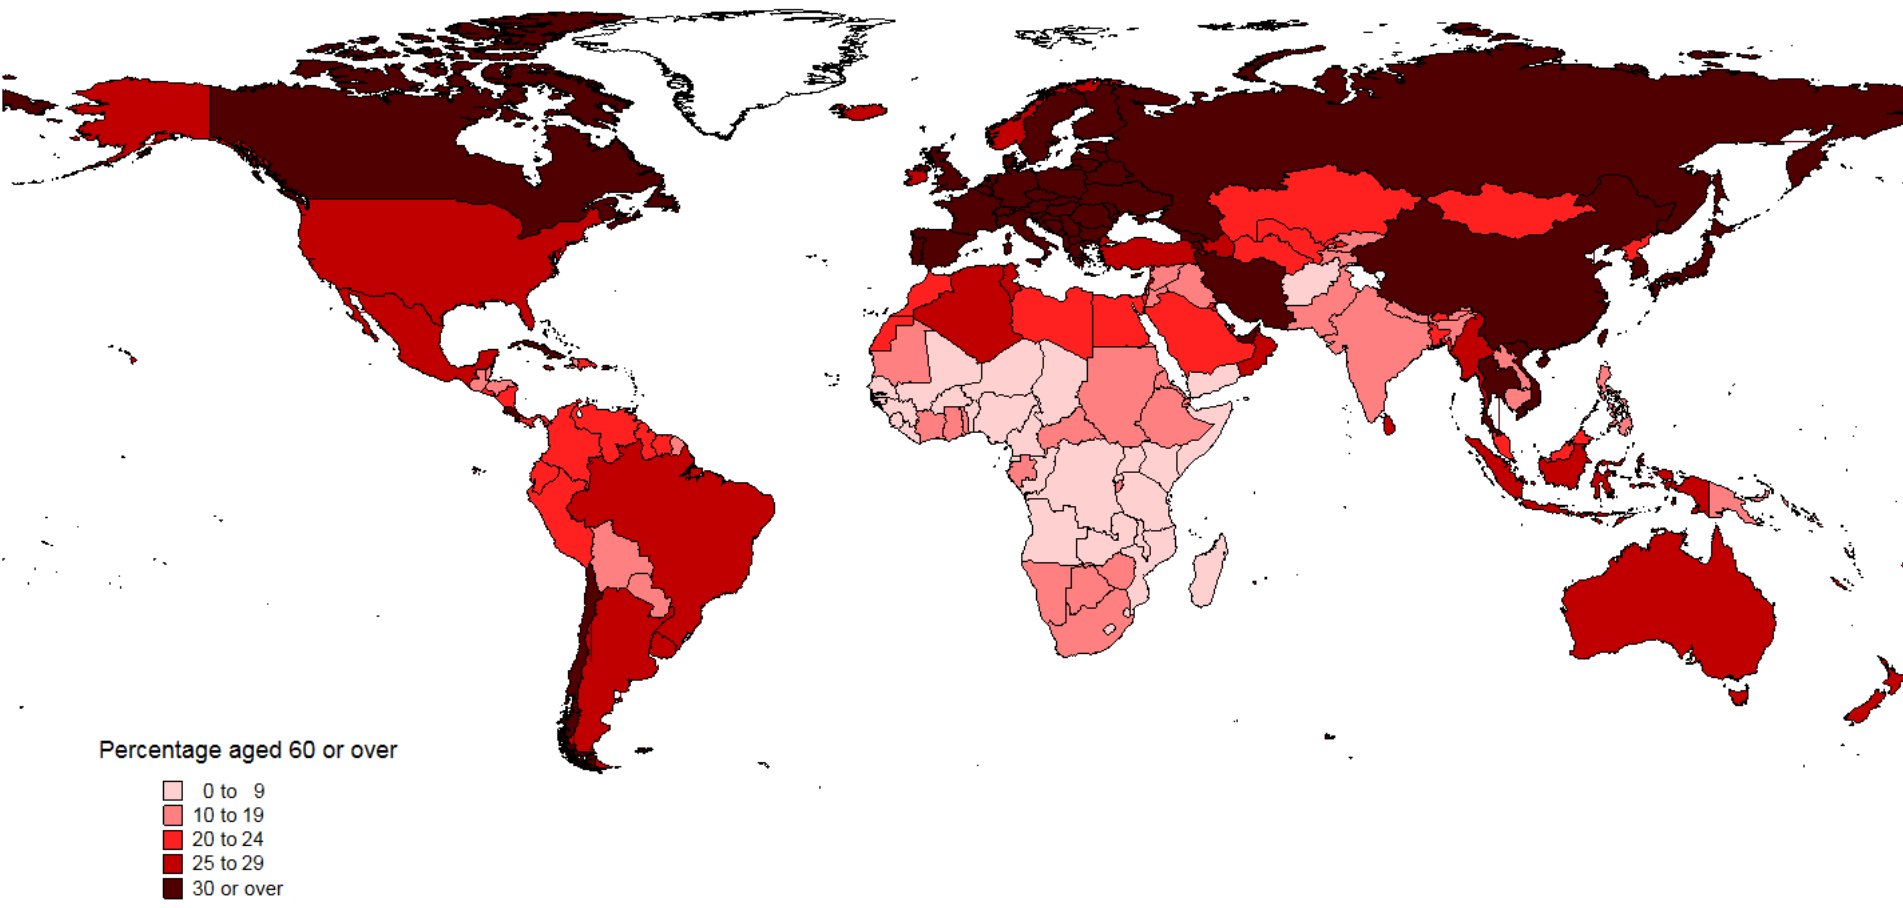 Percentage aged 60 or over
0 to 9
10 to 19
20 to 24
25 to 29
30 or over